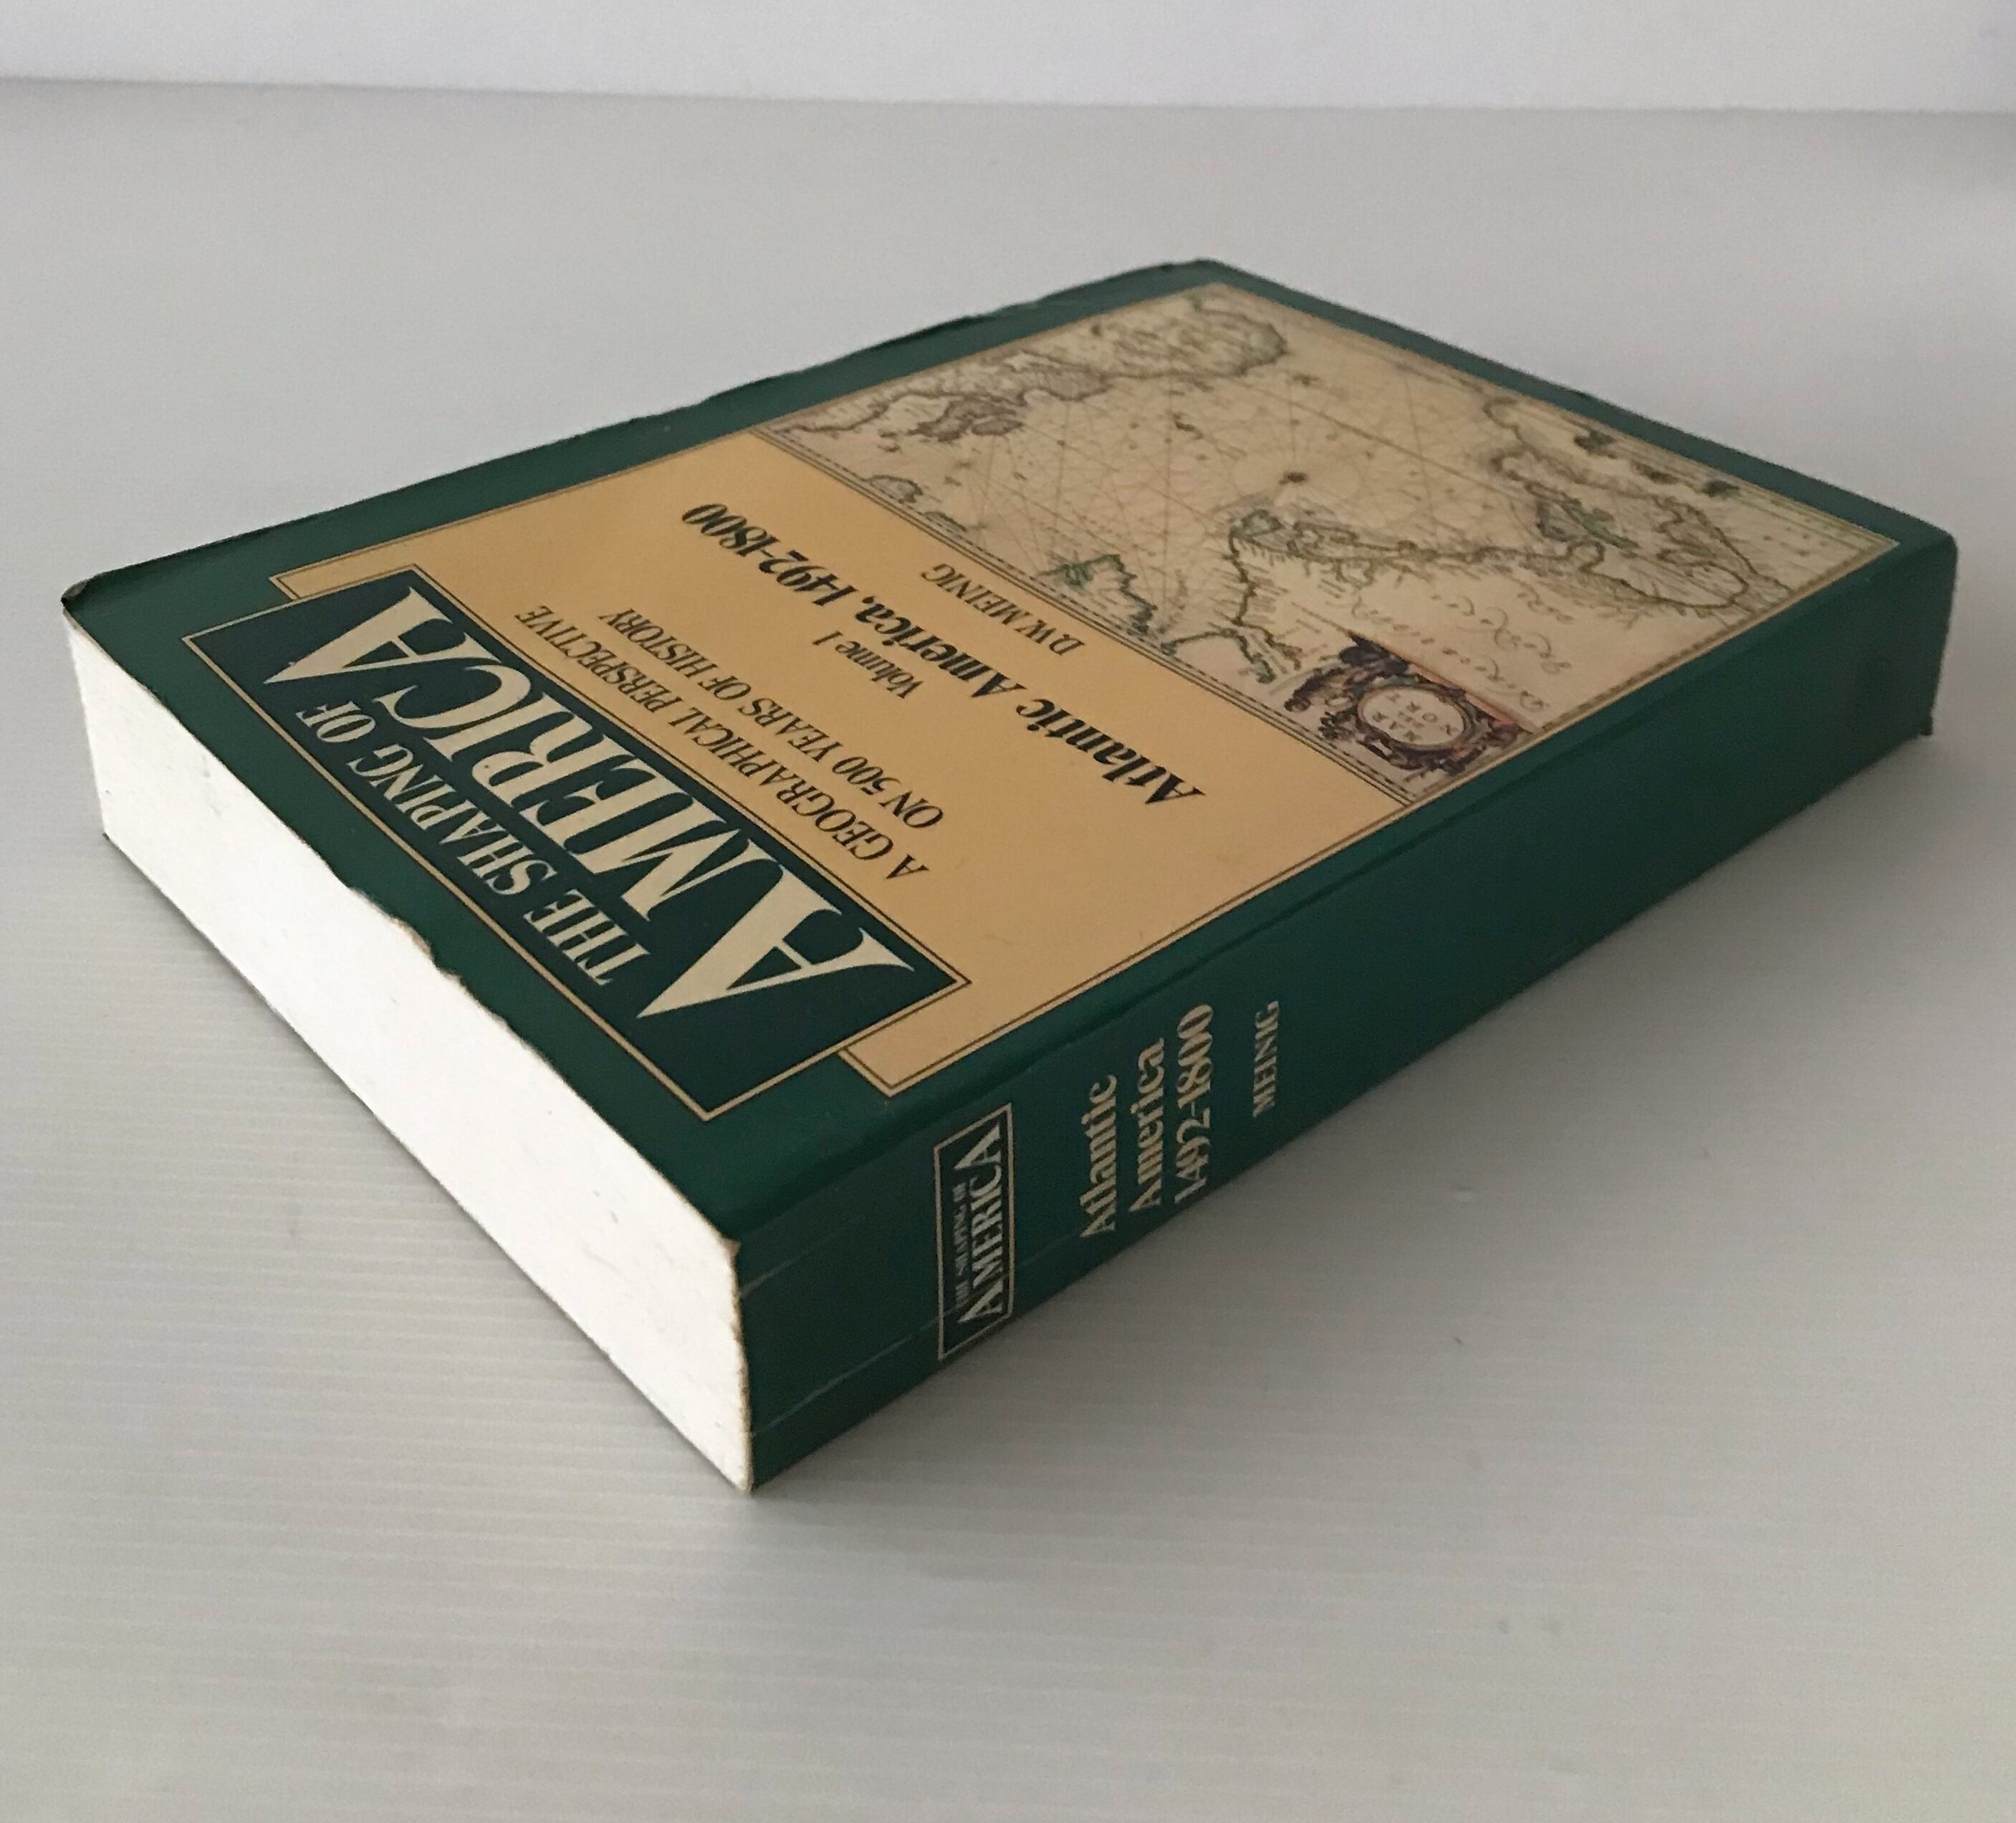 THE SHAPING OF
AMERICA
A GEOGRAPHICAL PERSPECTIVE
ON 500 YEARS OF HISTORY
Volume 1
Atlantic America, 1492-1800
D.W. MEINIG
THE SHAPING OF
AMERICA
Atlantic
America
1492-1800
MEINIG